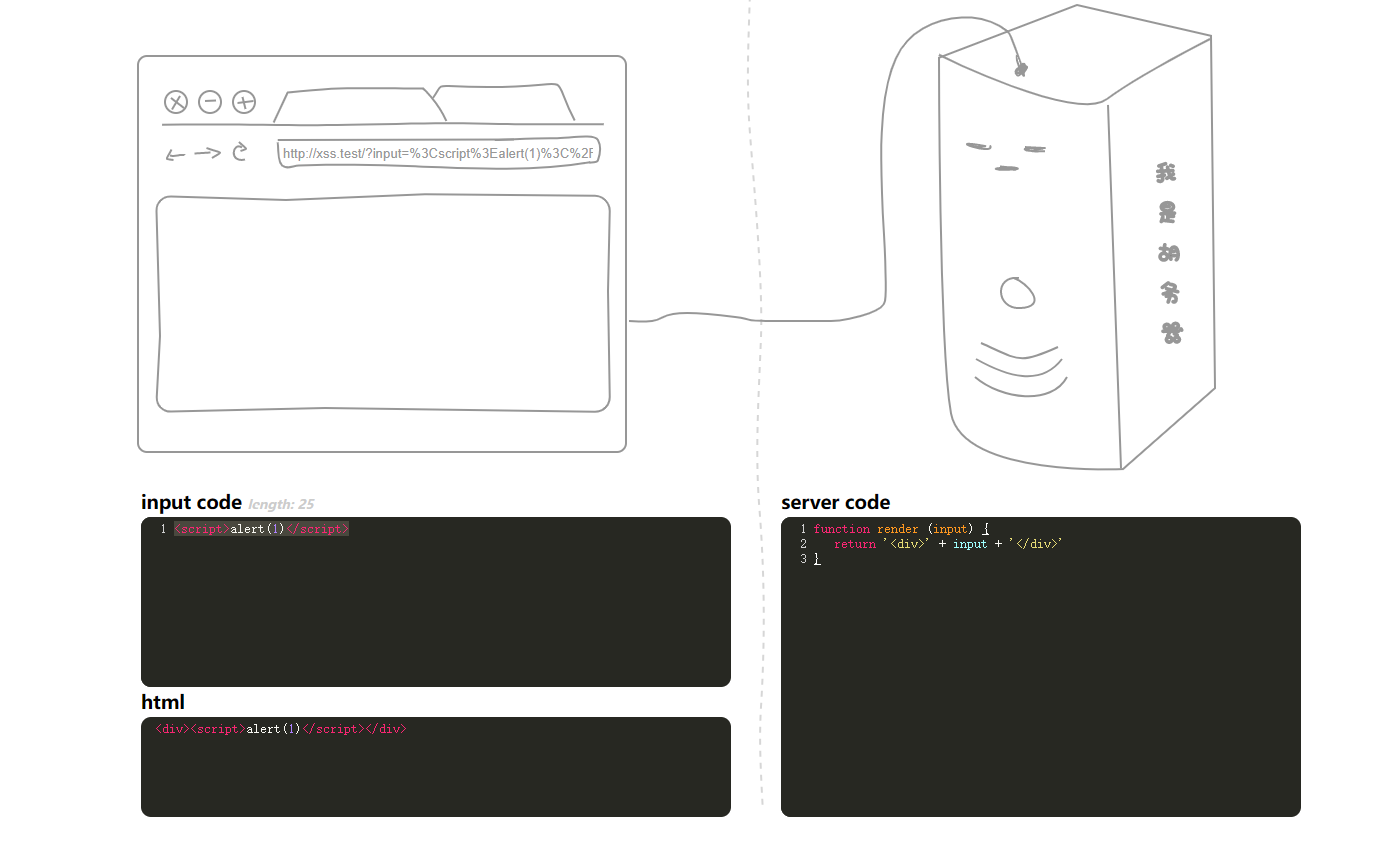 http://xss.test/?input=%3Cscript%3Ealert(1)%3C%2F
我
是
胡
爷
爷
input code length: 25
1 <script>alert(1)</script>
html
<div><script>alert(1)</script></div>
server code
1 function render (input) {
2 return '<div>' + input + '</div>'
3 }